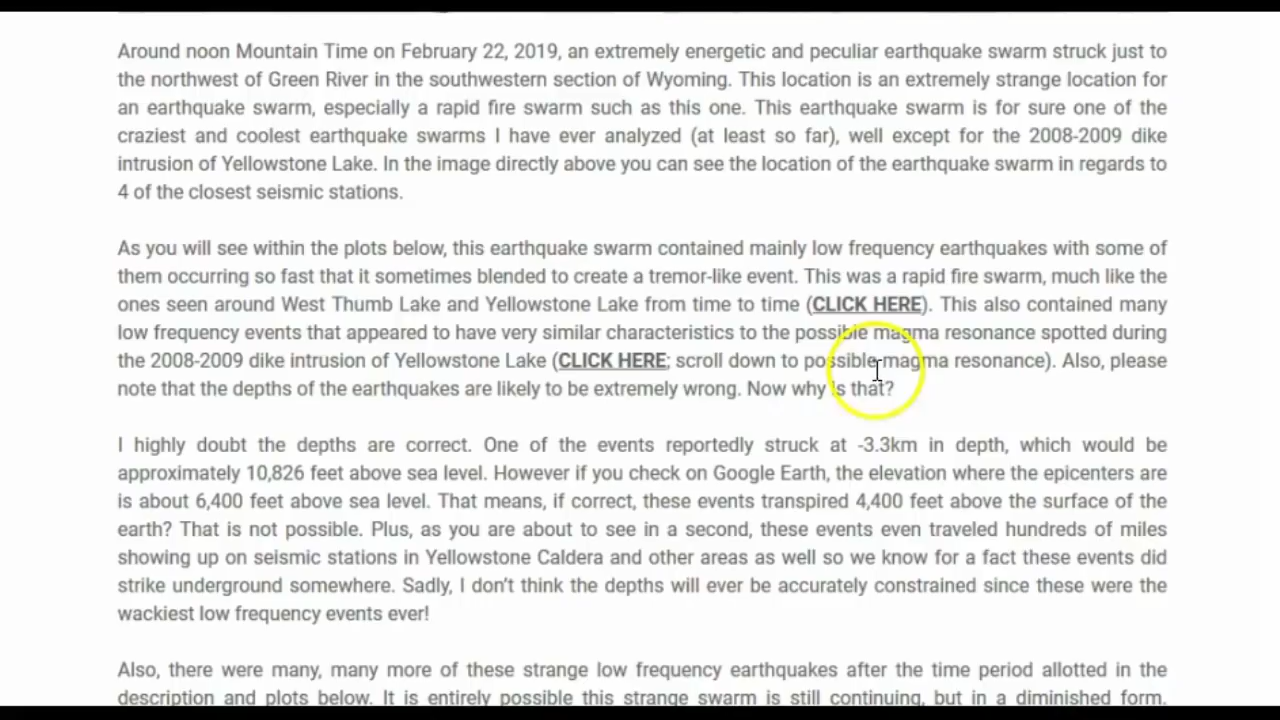 Around noon Mountain Time on February 22, 2019, an extremely energetic and peculiar earthquake swarm struck just to
the northwest of Green River in the southwestern section of Wyoming. This location is an extremely strange location for
an earthquake swarm, especially a rapid fire swarm such as this one. This earthquake swarm is for sure one of the
craziest and coolest earthquake swarms I have ever analyzed (at least so far), well except for the 2008-2009 dike
intrusion of Yellowstone Lake. In the image directly above you can see the location of the earthquake swarm in regards to
4 of the closest seismic stations.
As you will see within the plots below, this earthquake swarm contained mainly low frequency earthquakes with some of
them occurring so fast that it sometimes blended to create a tremor-like event. This was a rapid fire swarm, much like the
ones seen around West Thumb Lake and Yellowstone Lake from time to time (CLICK HERE). This also contained many
low frequency events that appeared to have very similar characteristics to the possible magma resonance spotted during
the 2008-2009 dike intrusion of Yellowstone Lake (CLICK HERE; scroll down to possible magma resonance). Also, please
note that the depths of the earthquakes are likely to be extremely wrong. Now why is that?
I highly doubt the depths are correct. One of the events reportedly struck at -3.3km in depth, which would be
approximately 10,826 feet above sea level. However if you check on Google Earth, the elevation where the epicenters are
is about 6,400 feet above sea level. That means, if correct, these events transpired 4,400 feet above the surface of the
earth? That is not possible. Plus, as you are about to see in a second, these events even traveled hundreds of miles
showing up on seismic stations in Yellowstone Caldera and other areas as well so we know for a fact these events did
strike underground somewhere. Sadly, I don't think the depths will ever be accurately constrained since these were the
wackiest low frequency events ever!
Also, there were many, many more of these strange low frequency earthquakes after the time period allotted in the
description and plots below. It is entirely possible this strange swarm is still continuing, but in a diminished form.